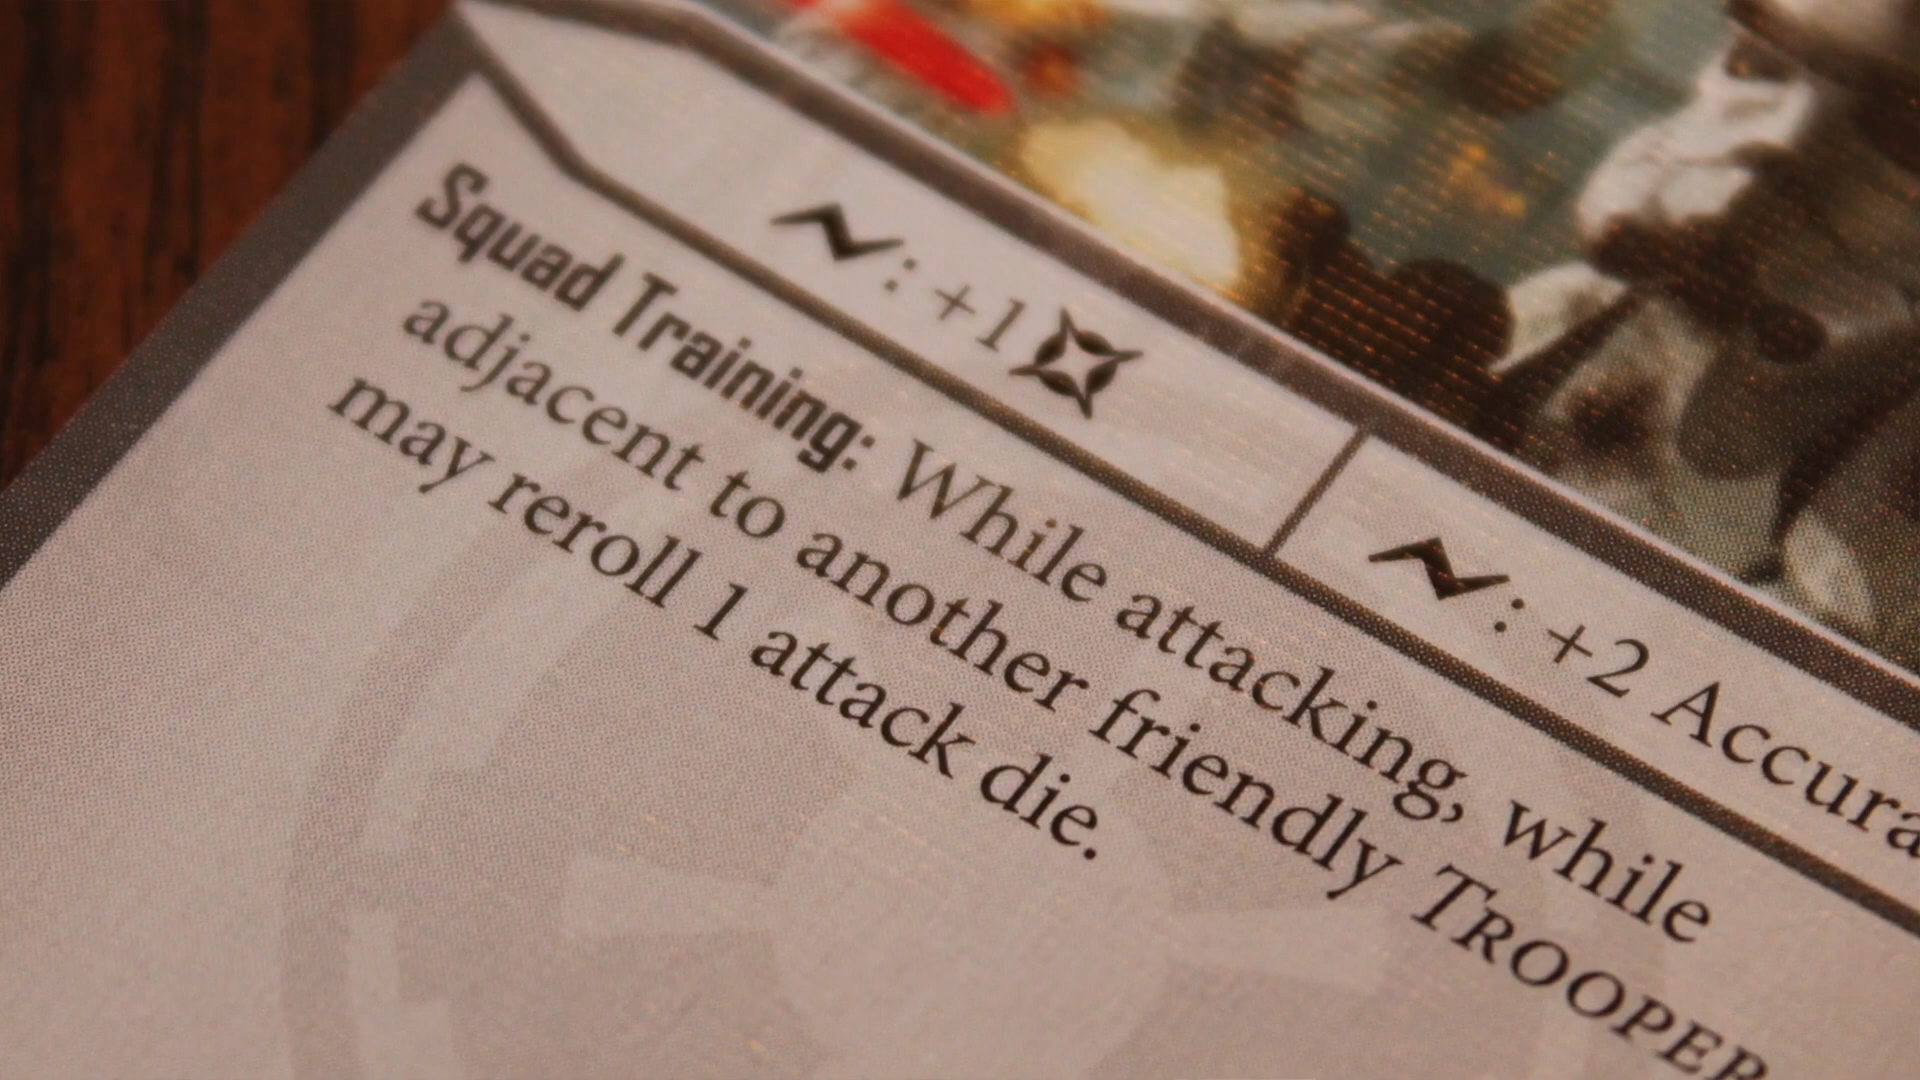 : +1
: +2 Accura
Squad Training: While attacking, while
adjacent to another friendly TROOPER
may reroll 1 attack die.